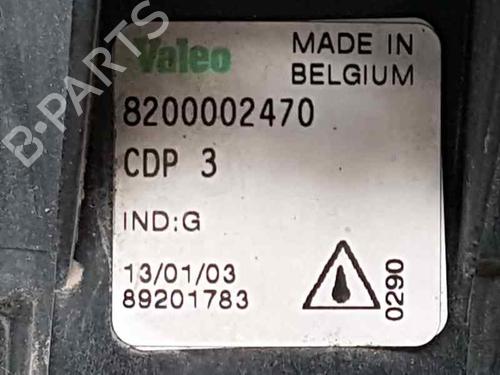 Valeo
MADE IN
BELGIUM
8200002470
CDP 3
IND:G
13/01/03
89201783
0290
B-PARTS